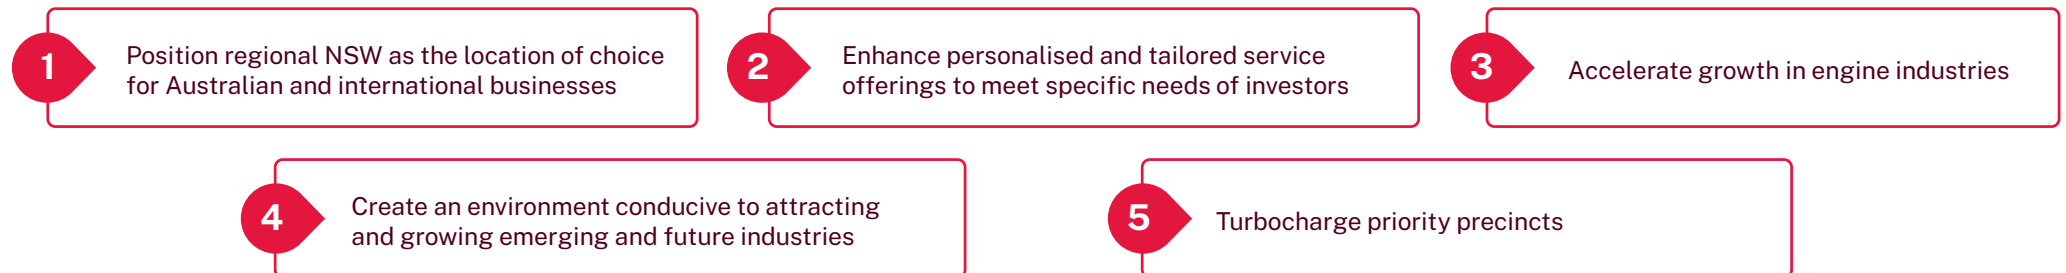 1
Position regional NSW as the location of choice
for Australian and international businesses
2
Enhance personalised and tailored service
offerings to meet specific needs of investors
3
Accelerate growth in engine industries
4
Create an environment conducive to attracting
and growing emerging and future industries
5
Turbocharge priority precincts